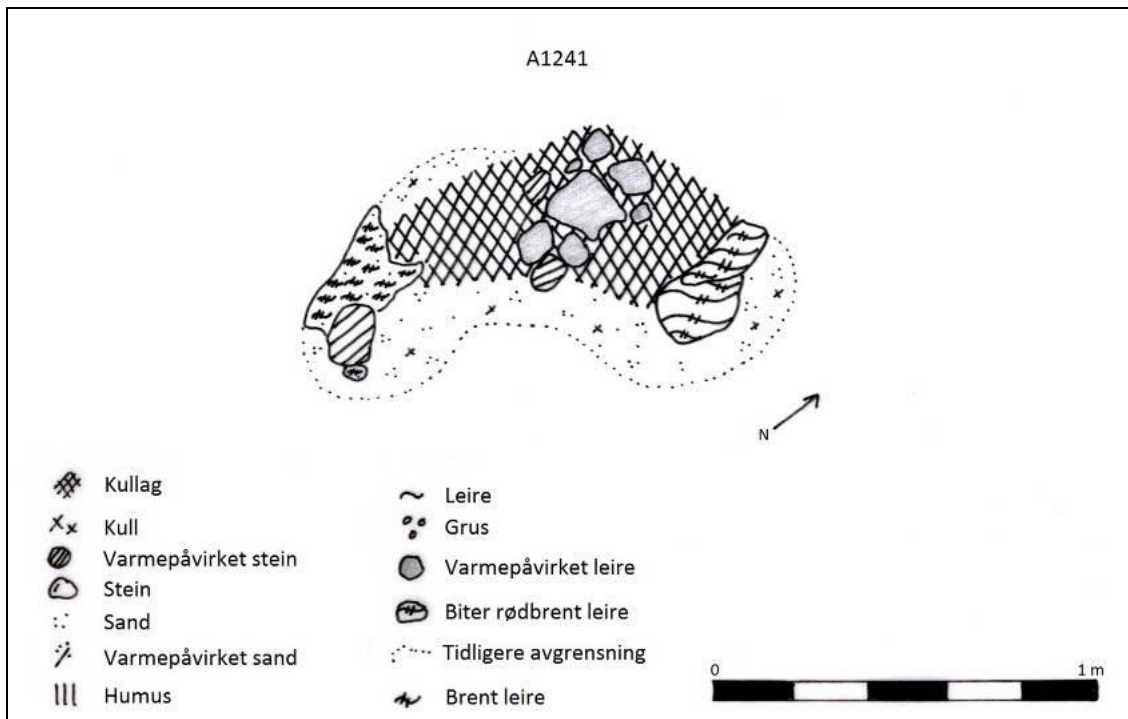 A1241
N
Kullag
Kull
Varmepåvirket stein
Stein
Sand
Varmepåvirket sand
Humus
Leire
Grus
Varmepåvirket leire
Biter rødbrent leire
Tidligere avgrensning
Brent leire
0 1 m